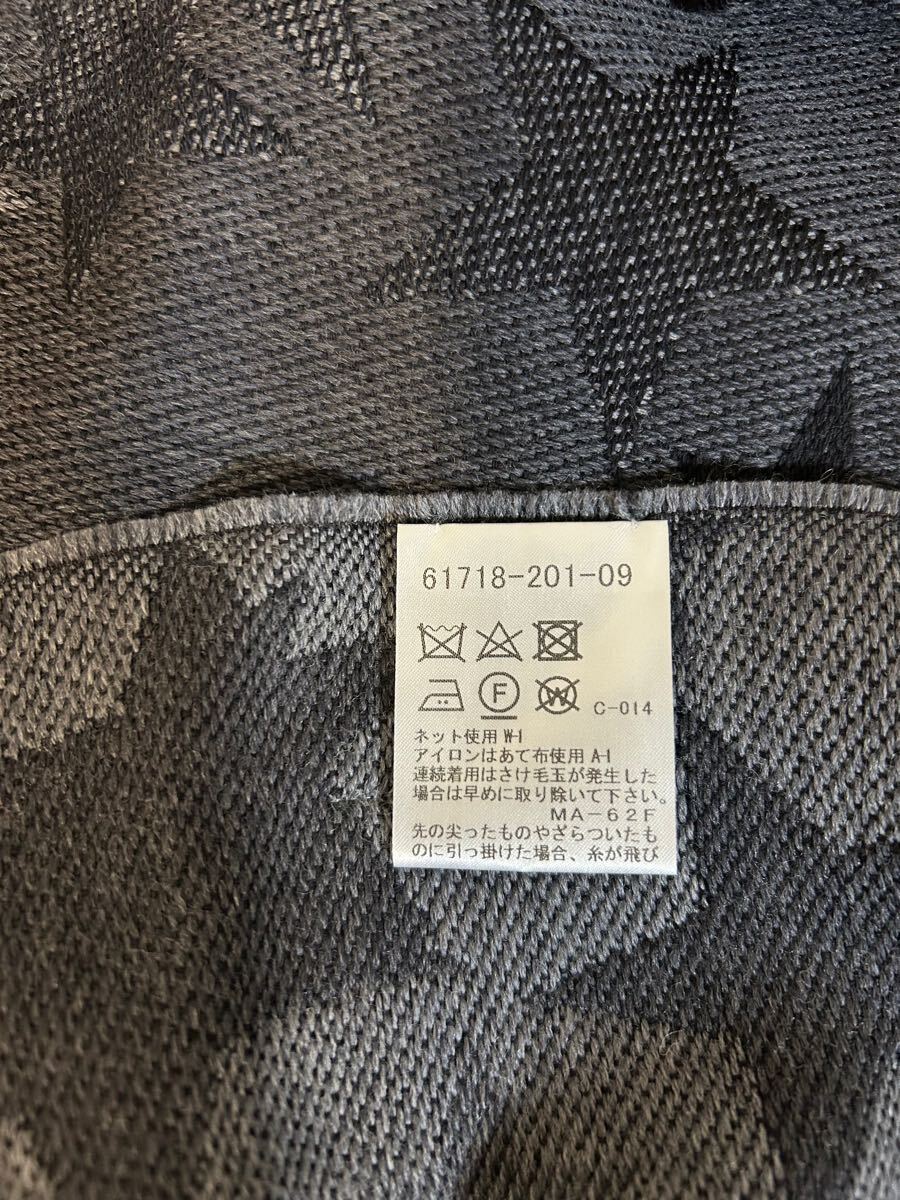 61718-201-09
F
W
C-014
ネット使用 W-1
アイロンはあて布使用 A-1
連続着用はさけ毛玉が発生した
場合は早めに取り除いて下さい。
MA-62F
先の尖ったものやざらついたも
のに引っ掛けた場合、糸が飛び